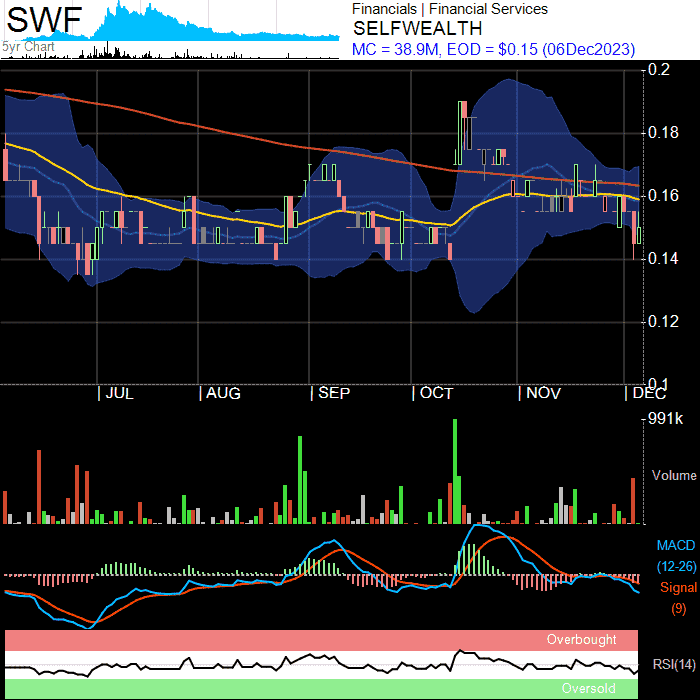 SWF
5yr Chart
Financials | Financial Services
SELFWEALTH
MC = 38.9M, EOD = $0.15 (06Dec2023)
0.2
0.18
0.16
0.14
0.12
0.1
| JUL | AUG | SEP | OCT | NOV | DEC
991k
Volume
MACD
(12-26)
Signal
(9)
Overbought
RSI(14)
Oversold